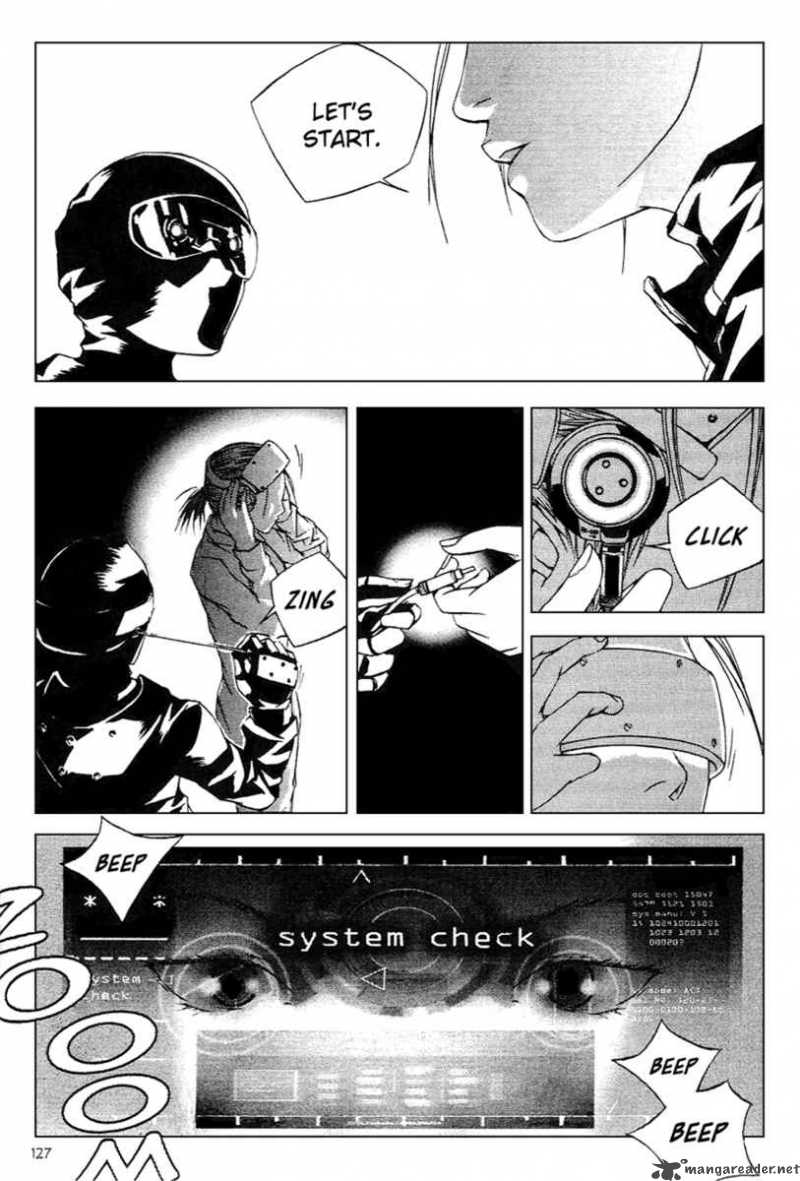 LET'S
START.
ZING
CLICK
BEEP
* *
system check
system
check
ZOOOM
BEEP
BEEP
127
mangareader.net